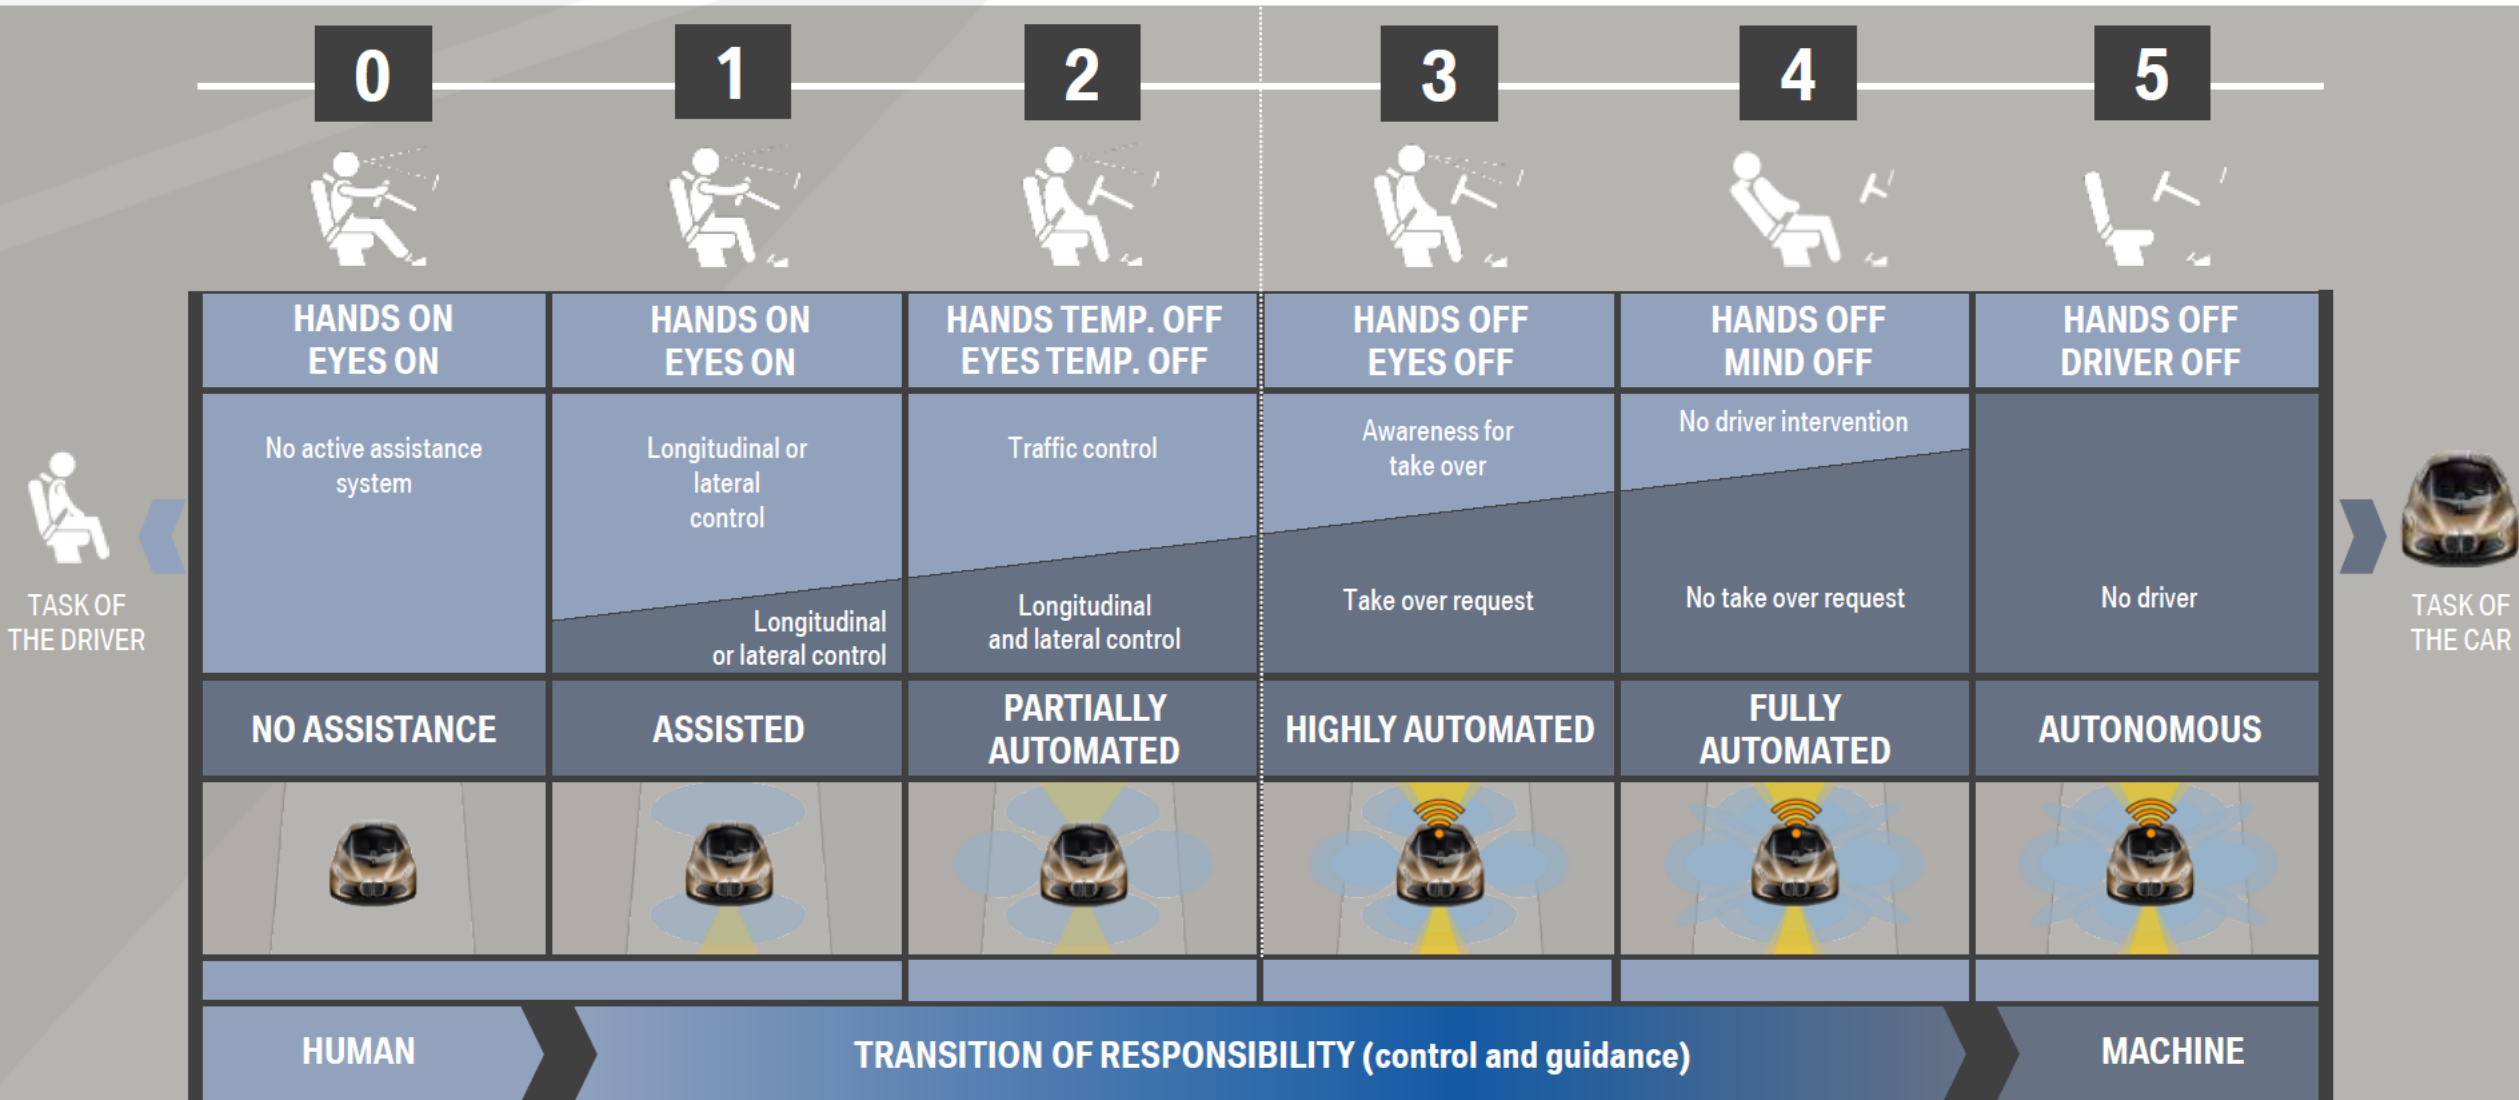 0
1
2
3
4
5
HANDS ON
EYES ON
HANDS ON
EYES ON
HANDS TEMP. OFF
EYES TEMP. OFF
HANDS OFF
EYES OFF
HANDS OFF
MIND OFF
HANDS OFF
DRIVER OFF
TASK OF
THE DRIVER
No active assistance
system
Longitudinal or
lateral
control
Longitudinal
or lateral control
Traffic control
Longitudinal
and lateral control
Awareness for
take over
Take over request
No driver intervention
No take over request
No driver
TASK OF
THE CAR
NO ASSISTANCE
ASSISTED
PARTIALLY
AUTOMATED
HIGHLY AUTOMATED
FULLY
AUTOMATED
AUTONOMOUS
HUMAN
TRANSITION OF RESPONSIBILITY (control and guidance)
MACHINE